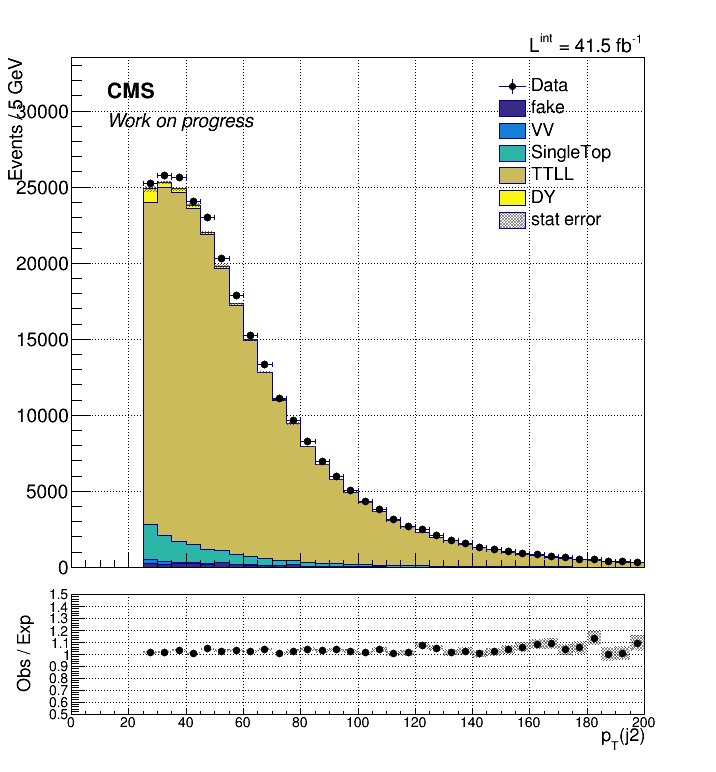 L^int = 41.5 fb^-1
Events / 5 GeV
CMS
Work on progress
Data
fake
VV
SingleTop
TTLL
DY
stat error
30000
25000
20000
15000
10000
5000
0
Obs / Exp
1.5
1.4
1.3
1.2
1.1
1
0.9
0.8
0.7
0.6
0.5
0 20 40 60 80 100 120 140 160 180 200
p_T(j2)